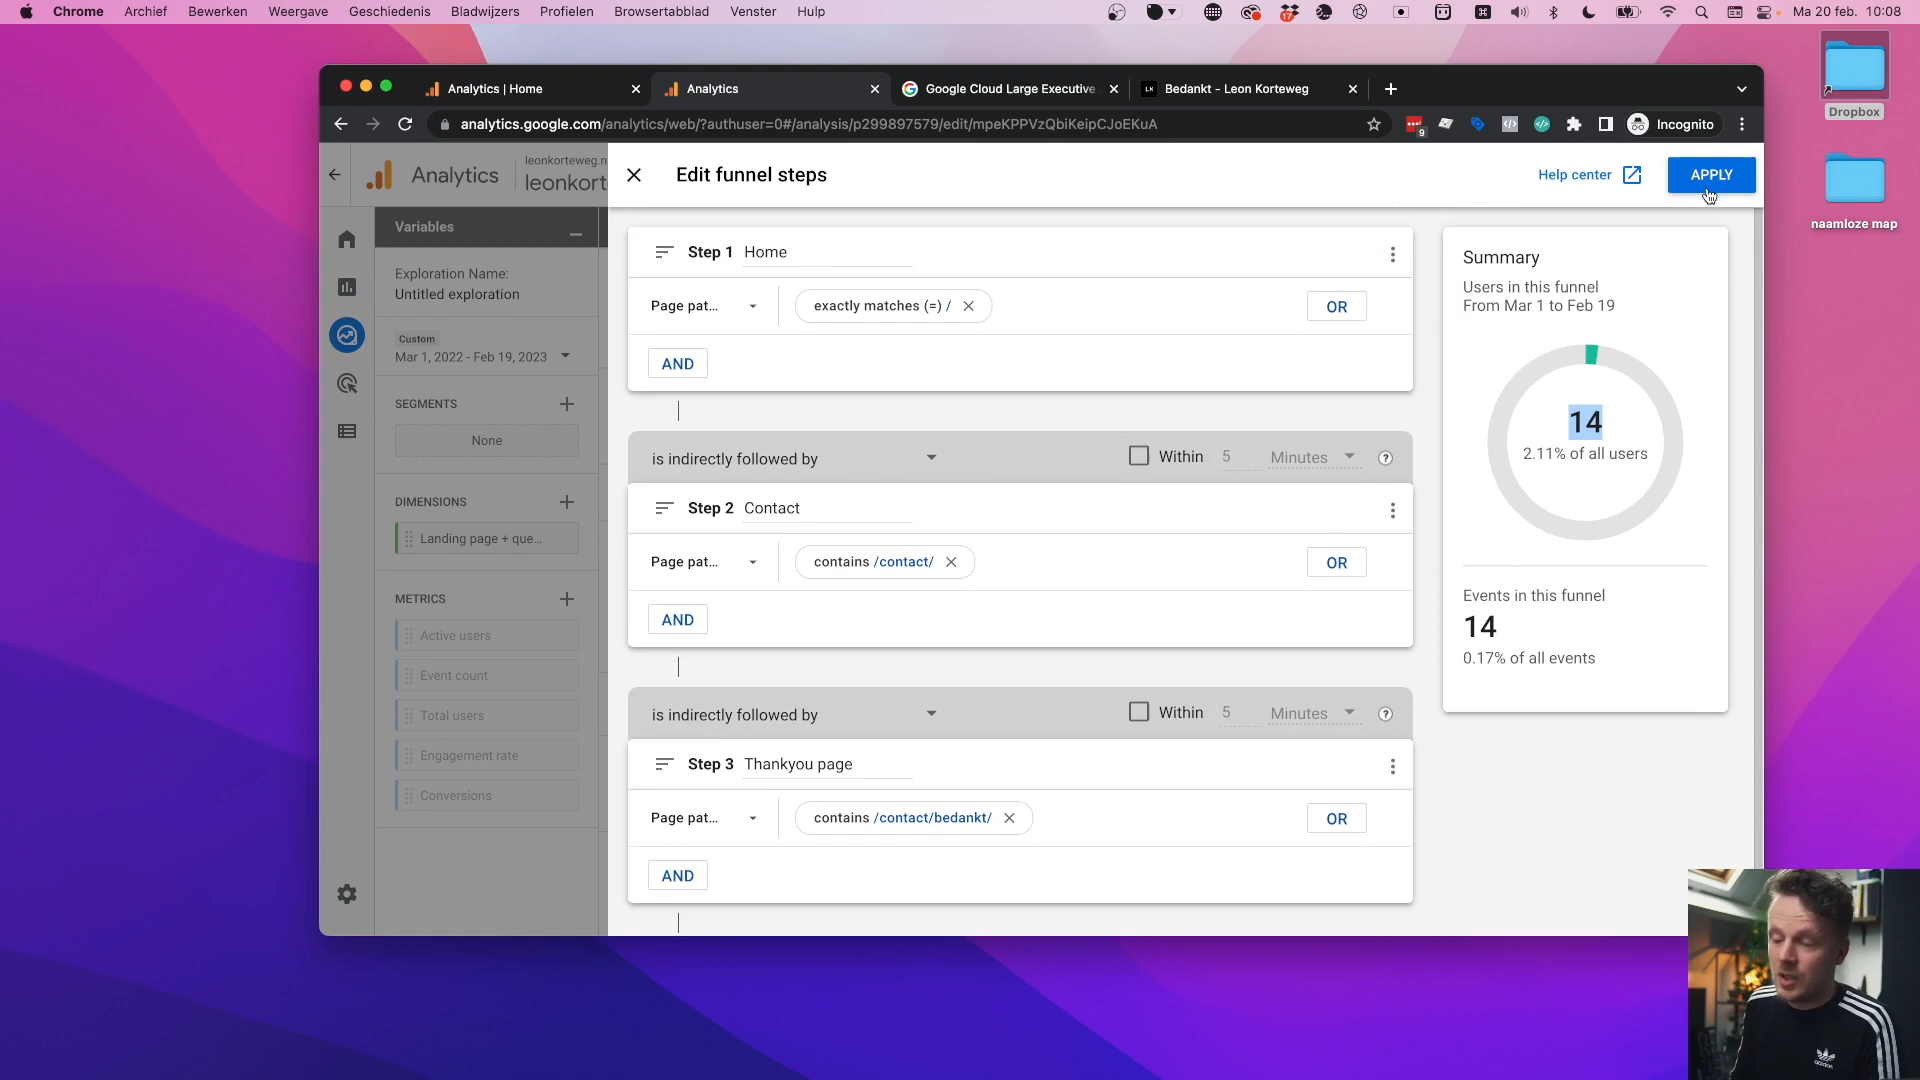 Chrome Archief Bewerken Weergave Geschiedenis Bladwijzers Profielen Browsertabblad Venster Hulp
17
Ma 20 feb. 10:08
Dropbox
naamloze map
Analytics | Home
Analytics
Google Cloud Large Executive
LK
Bedankt - Leon Korteweg
analytics.google.com/analytics/web/?authuser=0#/analysis/p299897579/edit/mpeKPPVzQbiKeipCJoEKuA
9
Incognito
Analytics
leonkorteweg.n
leonkort
Edit funnel steps
Help center
APPLY
Variables
Exploration Name:
Untitled exploration
Custom
Mar 1, 2022 - Feb 19, 2023
SEGMENTS
None
DIMENSIONS
Landing page + que...
METRICS
Active users
Event count
Total users
Engagement rate
Conversions
Step 1 Home
Page pat...
exactly matches (=) /
OR
AND
is indirectly followed by
Within 5 Minutes
?
Step 2 Contact
Page pat...
contains /contact/
OR
AND
is indirectly followed by
Within 5 Minutes
?
Step 3 Thankyou page
Page pat...
contains /contact/bedankt/
OR
AND
Summary
Users in this funnel
From Mar 1 to Feb 19
14
2.11% of all users
Events in this funnel
14
0.17% of all events